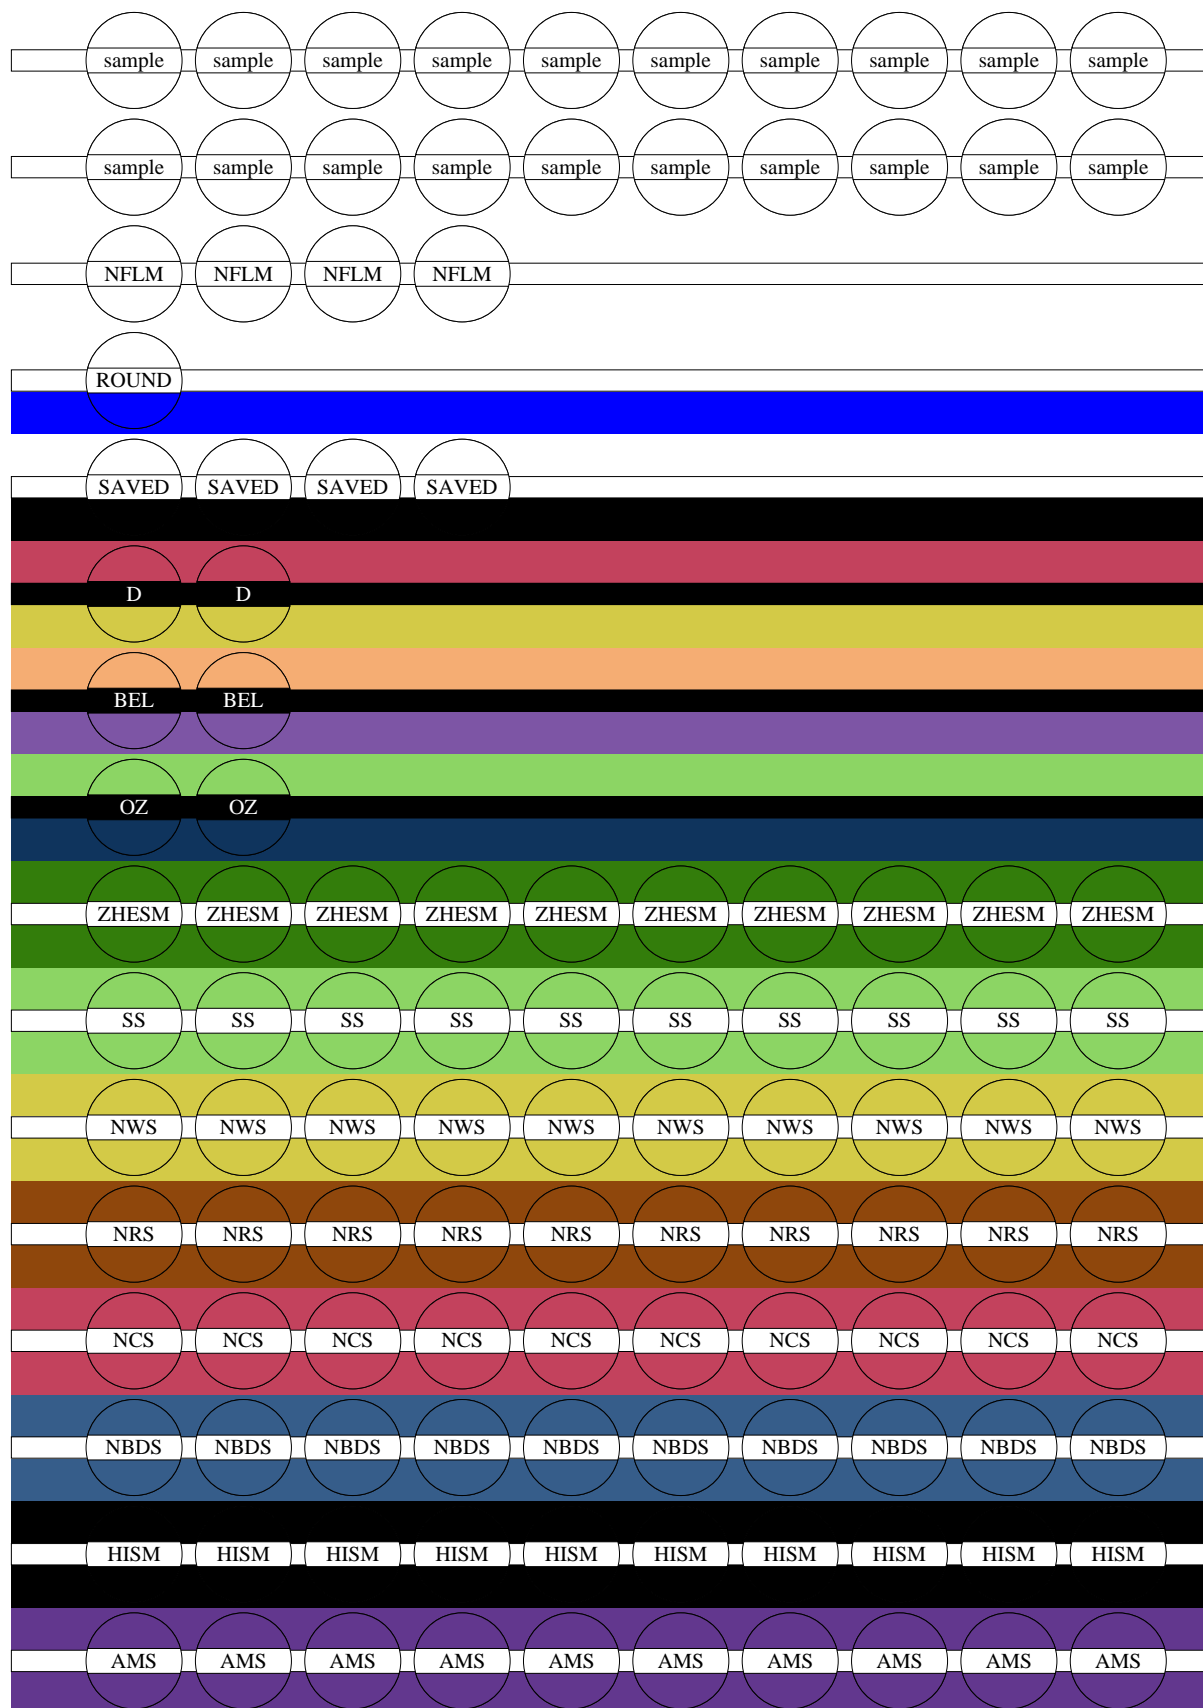 sample sample sample sample sample sample sample sample sample sample
sample sample sample sample sample sample sample sample sample sample
NFLM NFLM NFLM NFLM
ROUND
SAVED SAVED SAVED SAVED
D D
BEL BEL
OZ OZ
ZHESM ZHESM ZHESM ZHESM ZHESM ZHESM ZHESM ZHESM ZHESM ZHESM
SS SS SS SS SS SS SS SS SS SS
NWS NWS NWS NWS NWS NWS NWS NWS NWS NWS
NRS NRS NRS NRS NRS NRS NRS NRS NRS NRS
NCS NCS NCS NCS NCS NCS NCS NCS NCS NCS
NBDS NBDS NBDS NBDS NBDS NBDS NBDS NBDS NBDS NBDS
HISM HISM HISM HISM HISM HISM HISM HISM HISM HISM
AMS AMS AMS AMS AMS AMS AMS AMS AMS AMS